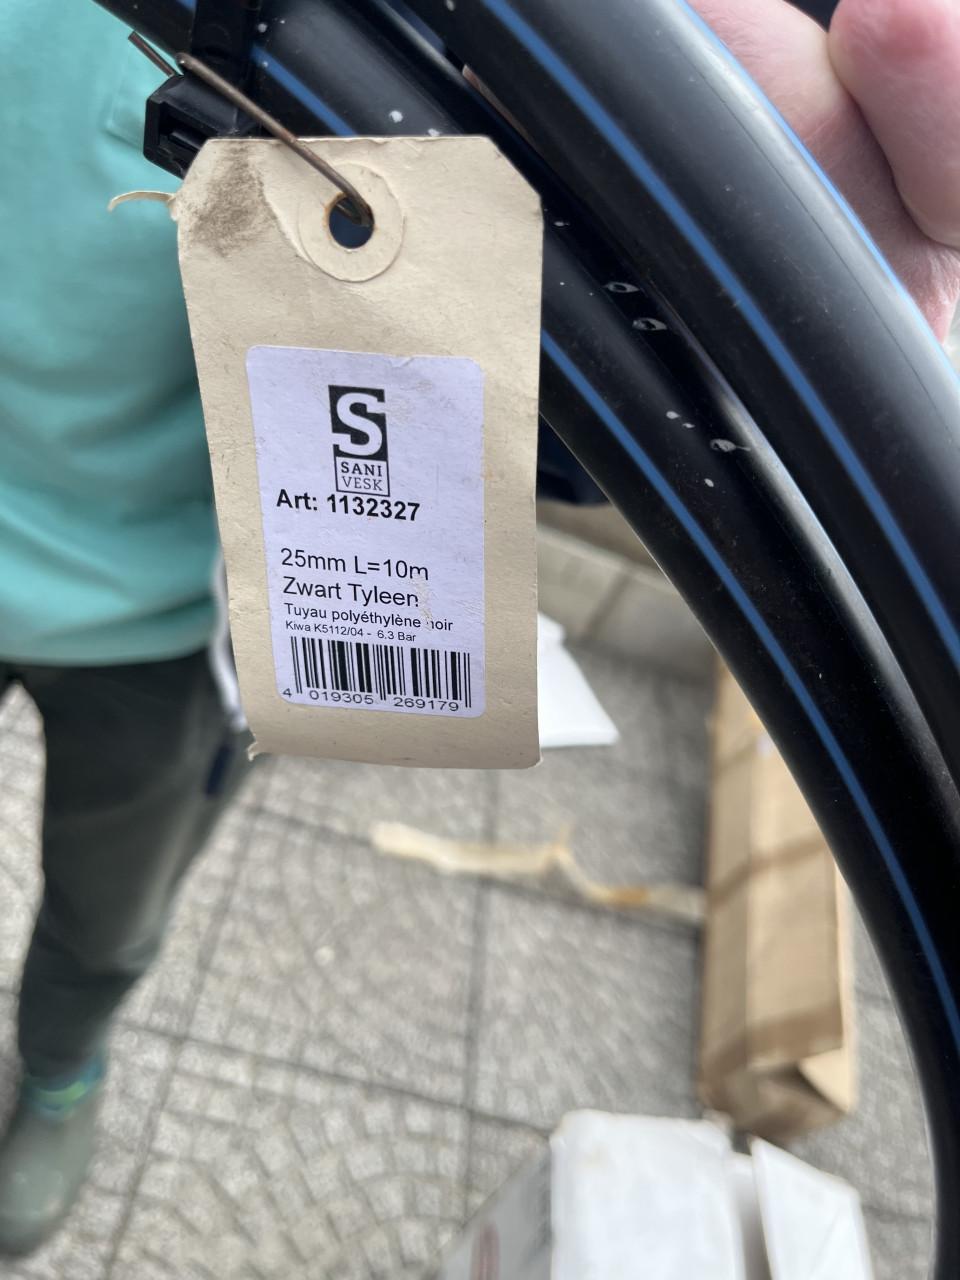 S
SANI
VESK
Art: 1132327
25mm L=10m
Zwart Tyleen
Tuyau polyéthylène noir
Kiwa K5112/04 - 6.3 Bar
4 019305 269179